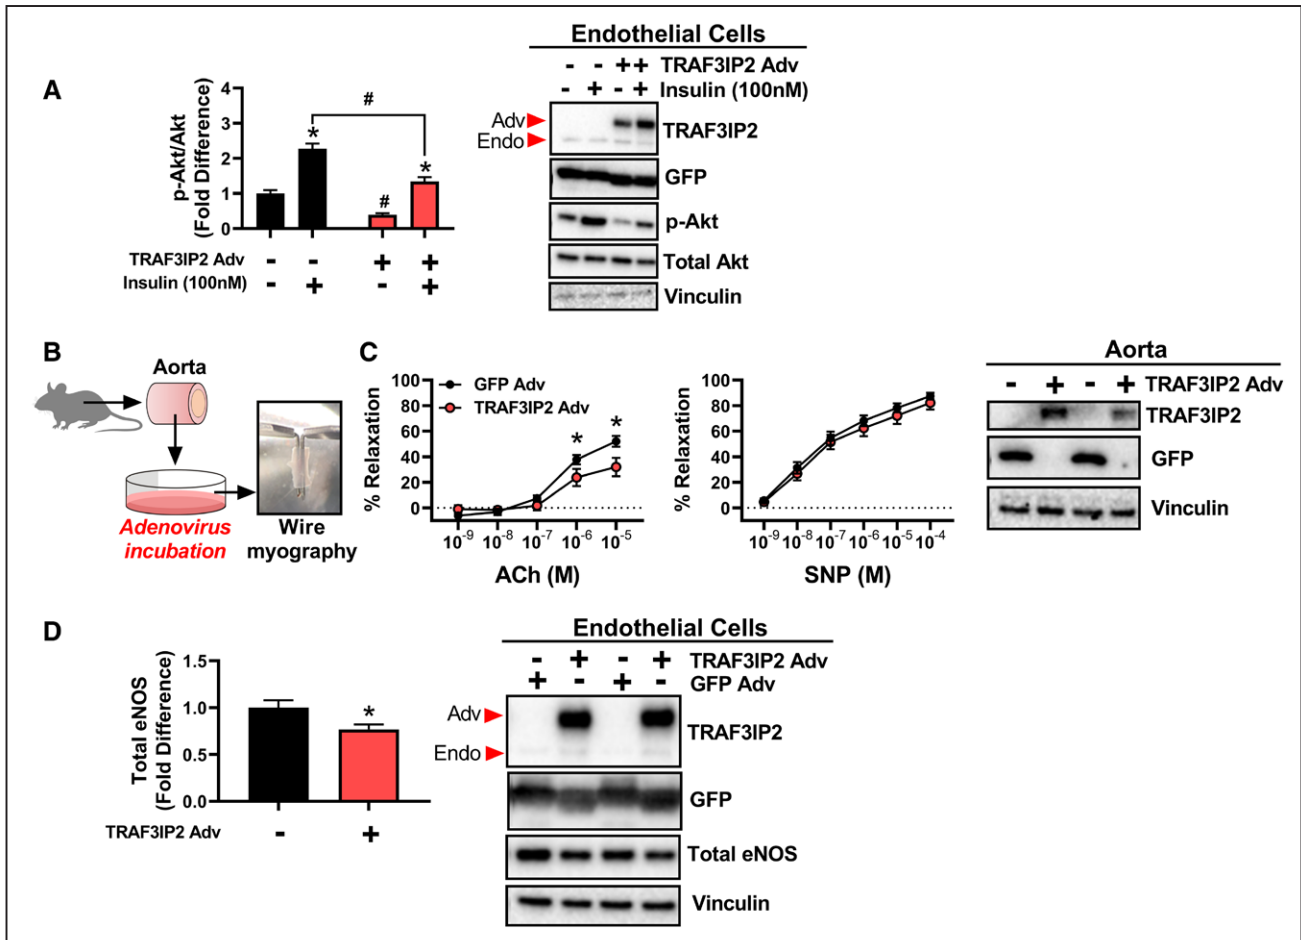 A
p-Akt/Akt
(Fold Difference)
4
3
2
1
0
#
*
#
*
TRAF3IP2 Adv - - + +
Insulin (100nM) - + - +
Endothelial Cells
- - + + TRAF3IP2 Adv
- + - + Insulin (100nM)
Adv
Endo
TRAF3IP2
GFP
p-Akt
Total Akt
Vinculin
B
Aorta
Adenovirus
incubation
Wire
myography
C
% Relaxation
100
80
60
40
20
0
GFP Adv
TRAF3IP2 Adv
*
*
10-9 10-8 10-7 10-6 10-5
ACh (M)
% Relaxation
100
80
60
40
20
0
10-9 10-8 10-7 10-6 10-5 10-4
SNP (M)
Aorta
- + - + TRAF3IP2 Adv
TRAF3IP2
GFP
Vinculin
D
Total eNOS
(Fold Difference)
1.5
1.0
0.5
0.0
*
TRAF3IP2 Adv - +
Endothelial Cells
- + - + TRAF3IP2 Adv
+ - + - GFP Adv
Adv
Endo
TRAF3IP2
GFP
Total eNOS
Vinculin